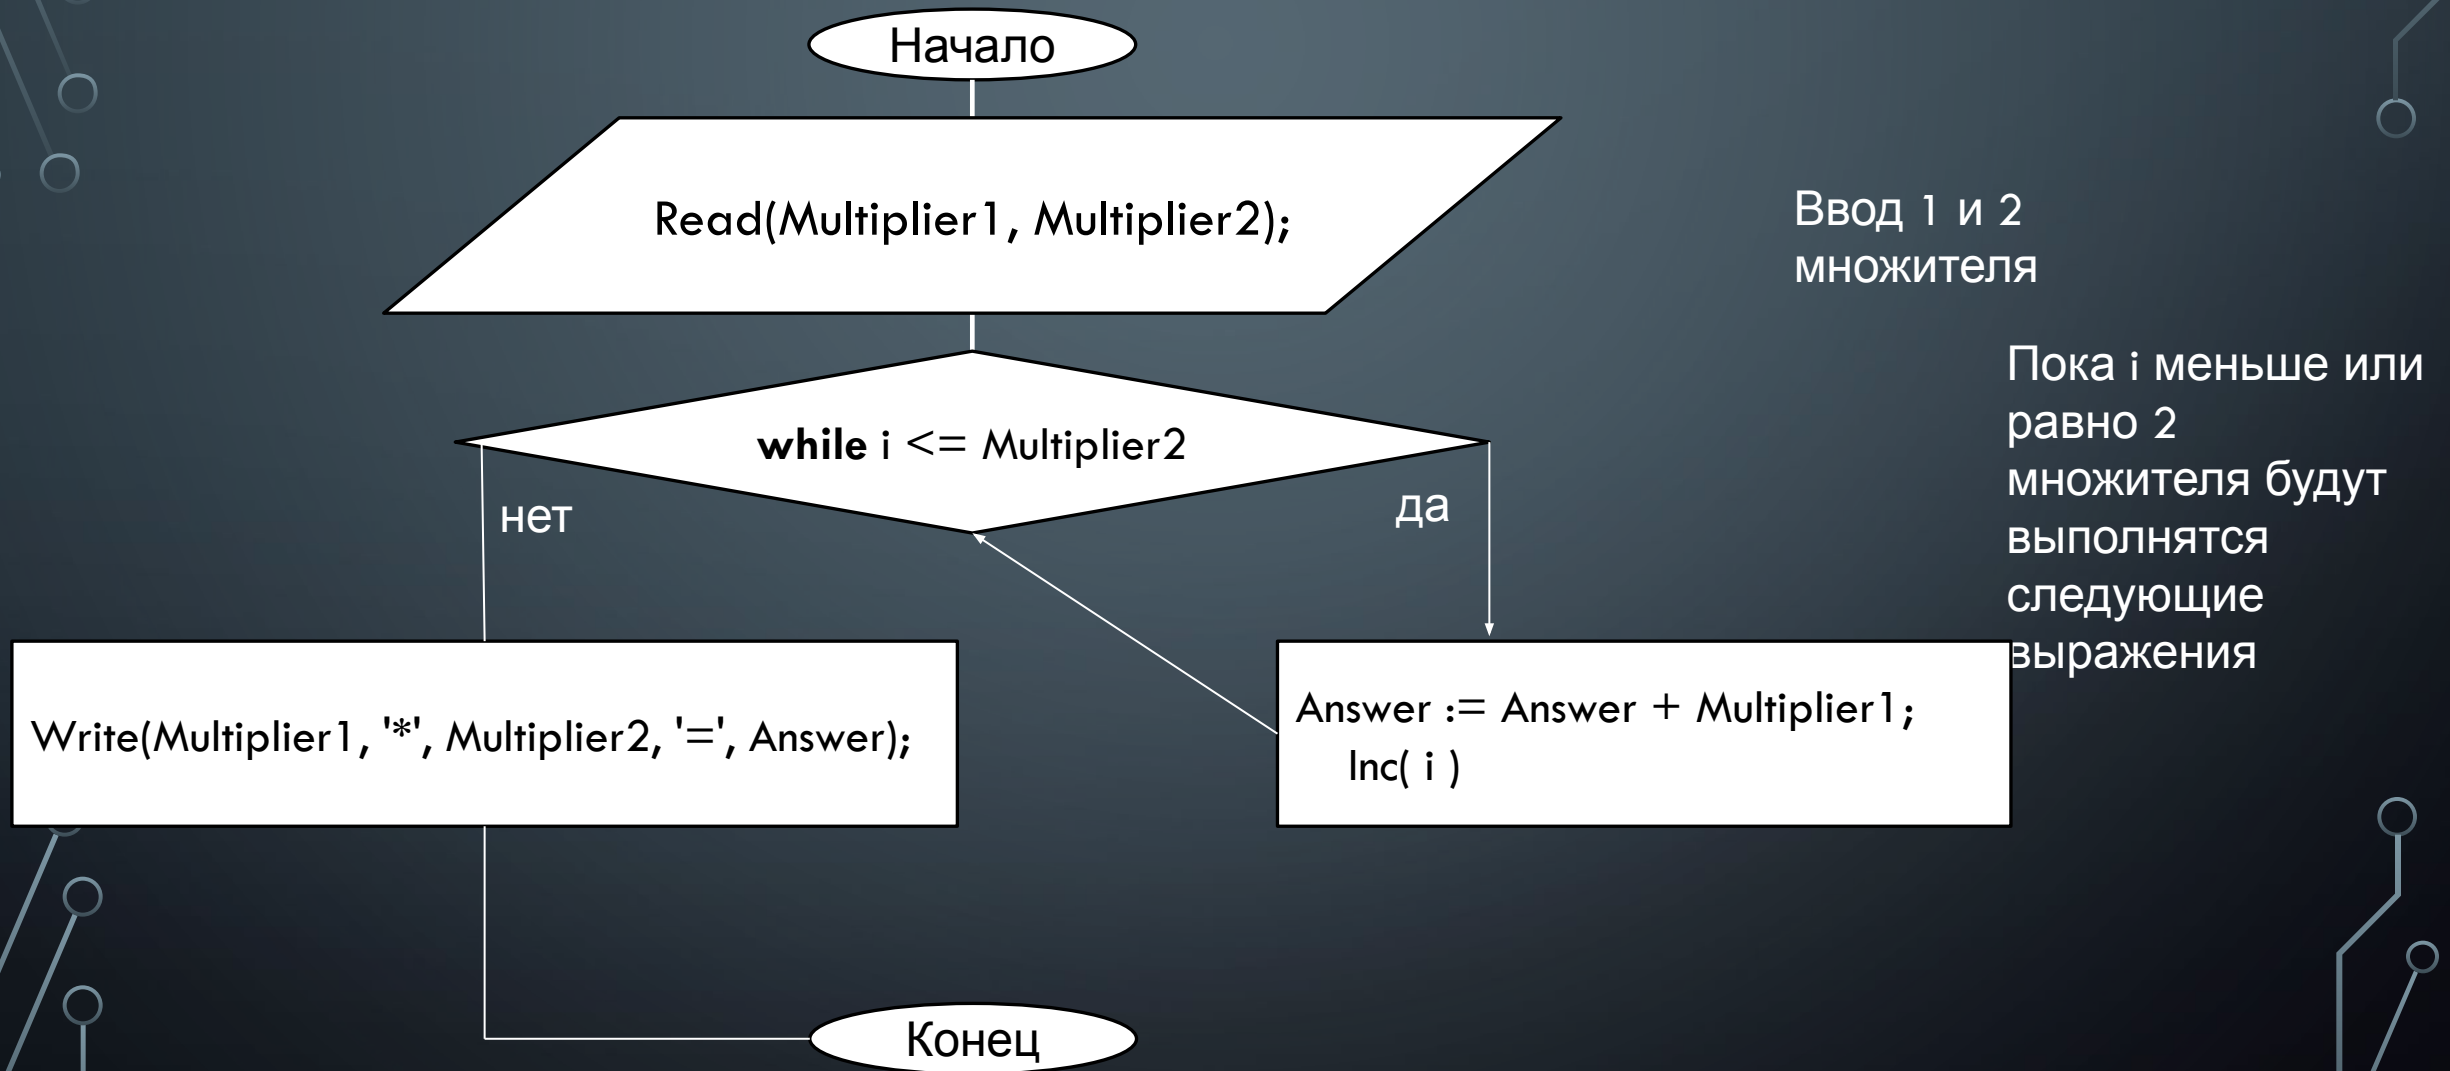 Начало
Read(Multiplier1, Multiplier2);
Ввод 1 и 2
множителя
while i <= Multiplier2
Пока i меньше или
равно 2
множителя будут
выполнятся
следующие
выражения
нет
да
Write(Multiplier1, '*', Multiplier2, '=', Answer);
Answer := Answer + Multiplier1;
Inc( i )
Конец